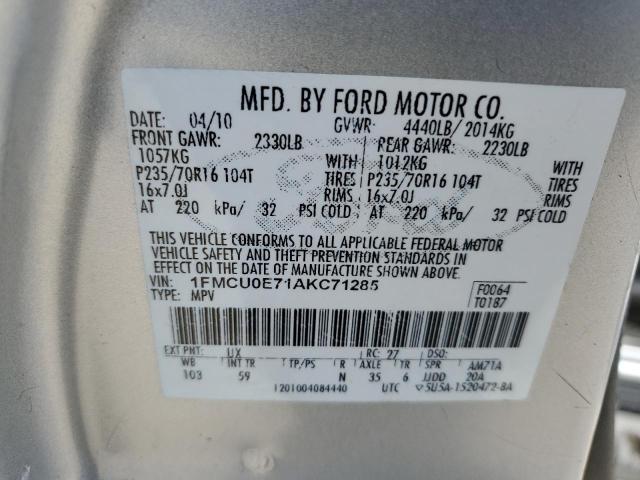 MFD. BY FORD MOTOR CO.
DATE: 04/10 GVWR: 4440LB/ 2014KG
FRONT GAWR: 2330LB REAR GAWR: 2230LB
1057KG WITH 1012KG WITH
P235/70R16 104T TIRES P235/70R16 104T TIRES
16x7.0J RIMS 16x7.0J RIMS
AT 220 kPa/ 32 PSI COLD AT 220 kPa/ 32 PSI COLD
THIS VEHICLE CONFORMS TO ALL APPLICABLE FEDERAL MOTOR
VEHICLE SAFETY AND THEFT PREVENTION STANDARDS IN
EFFECT ON THE DATE OF MANUFACTURE SHOWN ABOVE.
VIN: 1FMCU0E71AKC71285 F0064
TYPE: MPV T0187
EXT PNT: UX RC: 27 DSO:
WB INT TR TP/PS R AXLE TR SPR AM71A
103 59 N 35 6 JJDD 20A
1201004084440 UTC 5U5A-1520472-BA